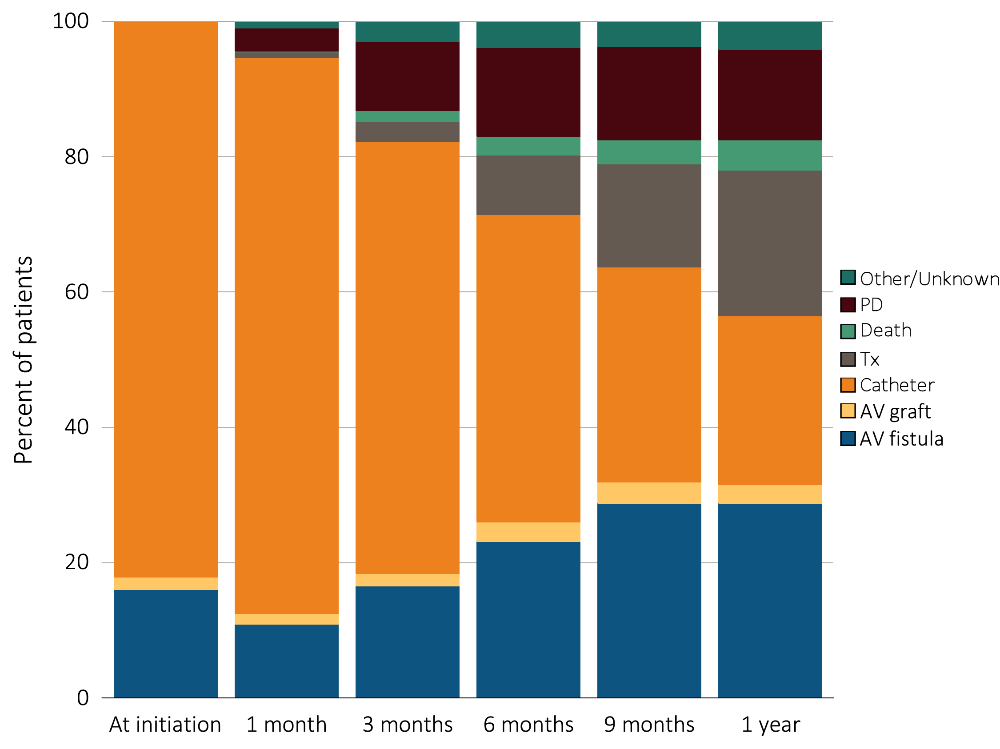 Percent of patients
100
80
60
40
20
0
At initiation
1 month
3 months
6 months
9 months
1 year
Other/Unknown
PD
Death
Tx
Catheter
AV graft
AV fistula